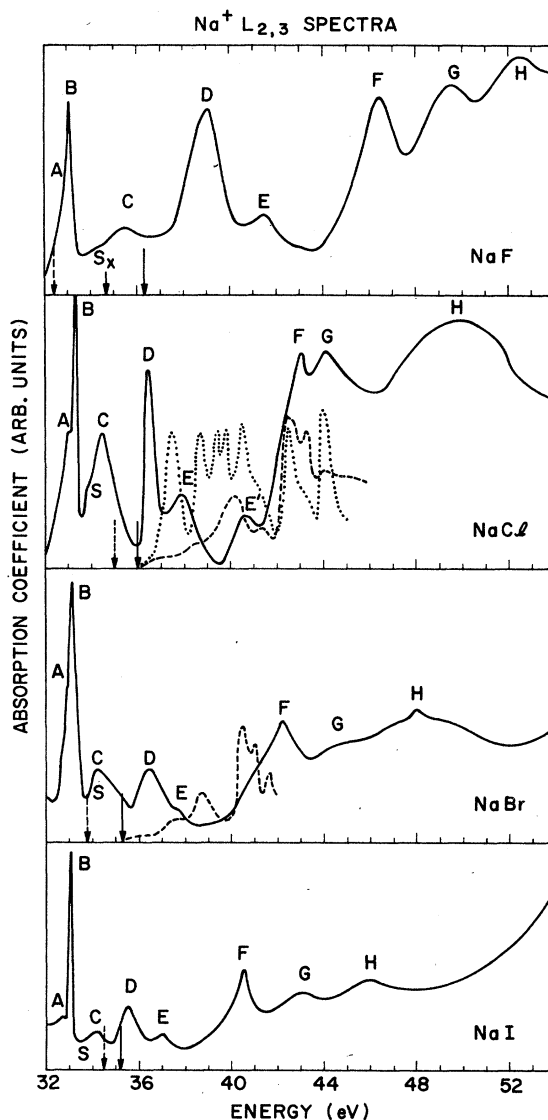 Na+ L2,3 SPECTRA
ABSORPTION COEFFICIENT (ARB. UNITS)
A B Sx C D E F G H
NaF
A B S C D E E' F G H
NaCl
A B C S D E F G H
NaBr
A B S C D E F G H
NaI
32 36 40 44 48 52
ENERGY (eV)